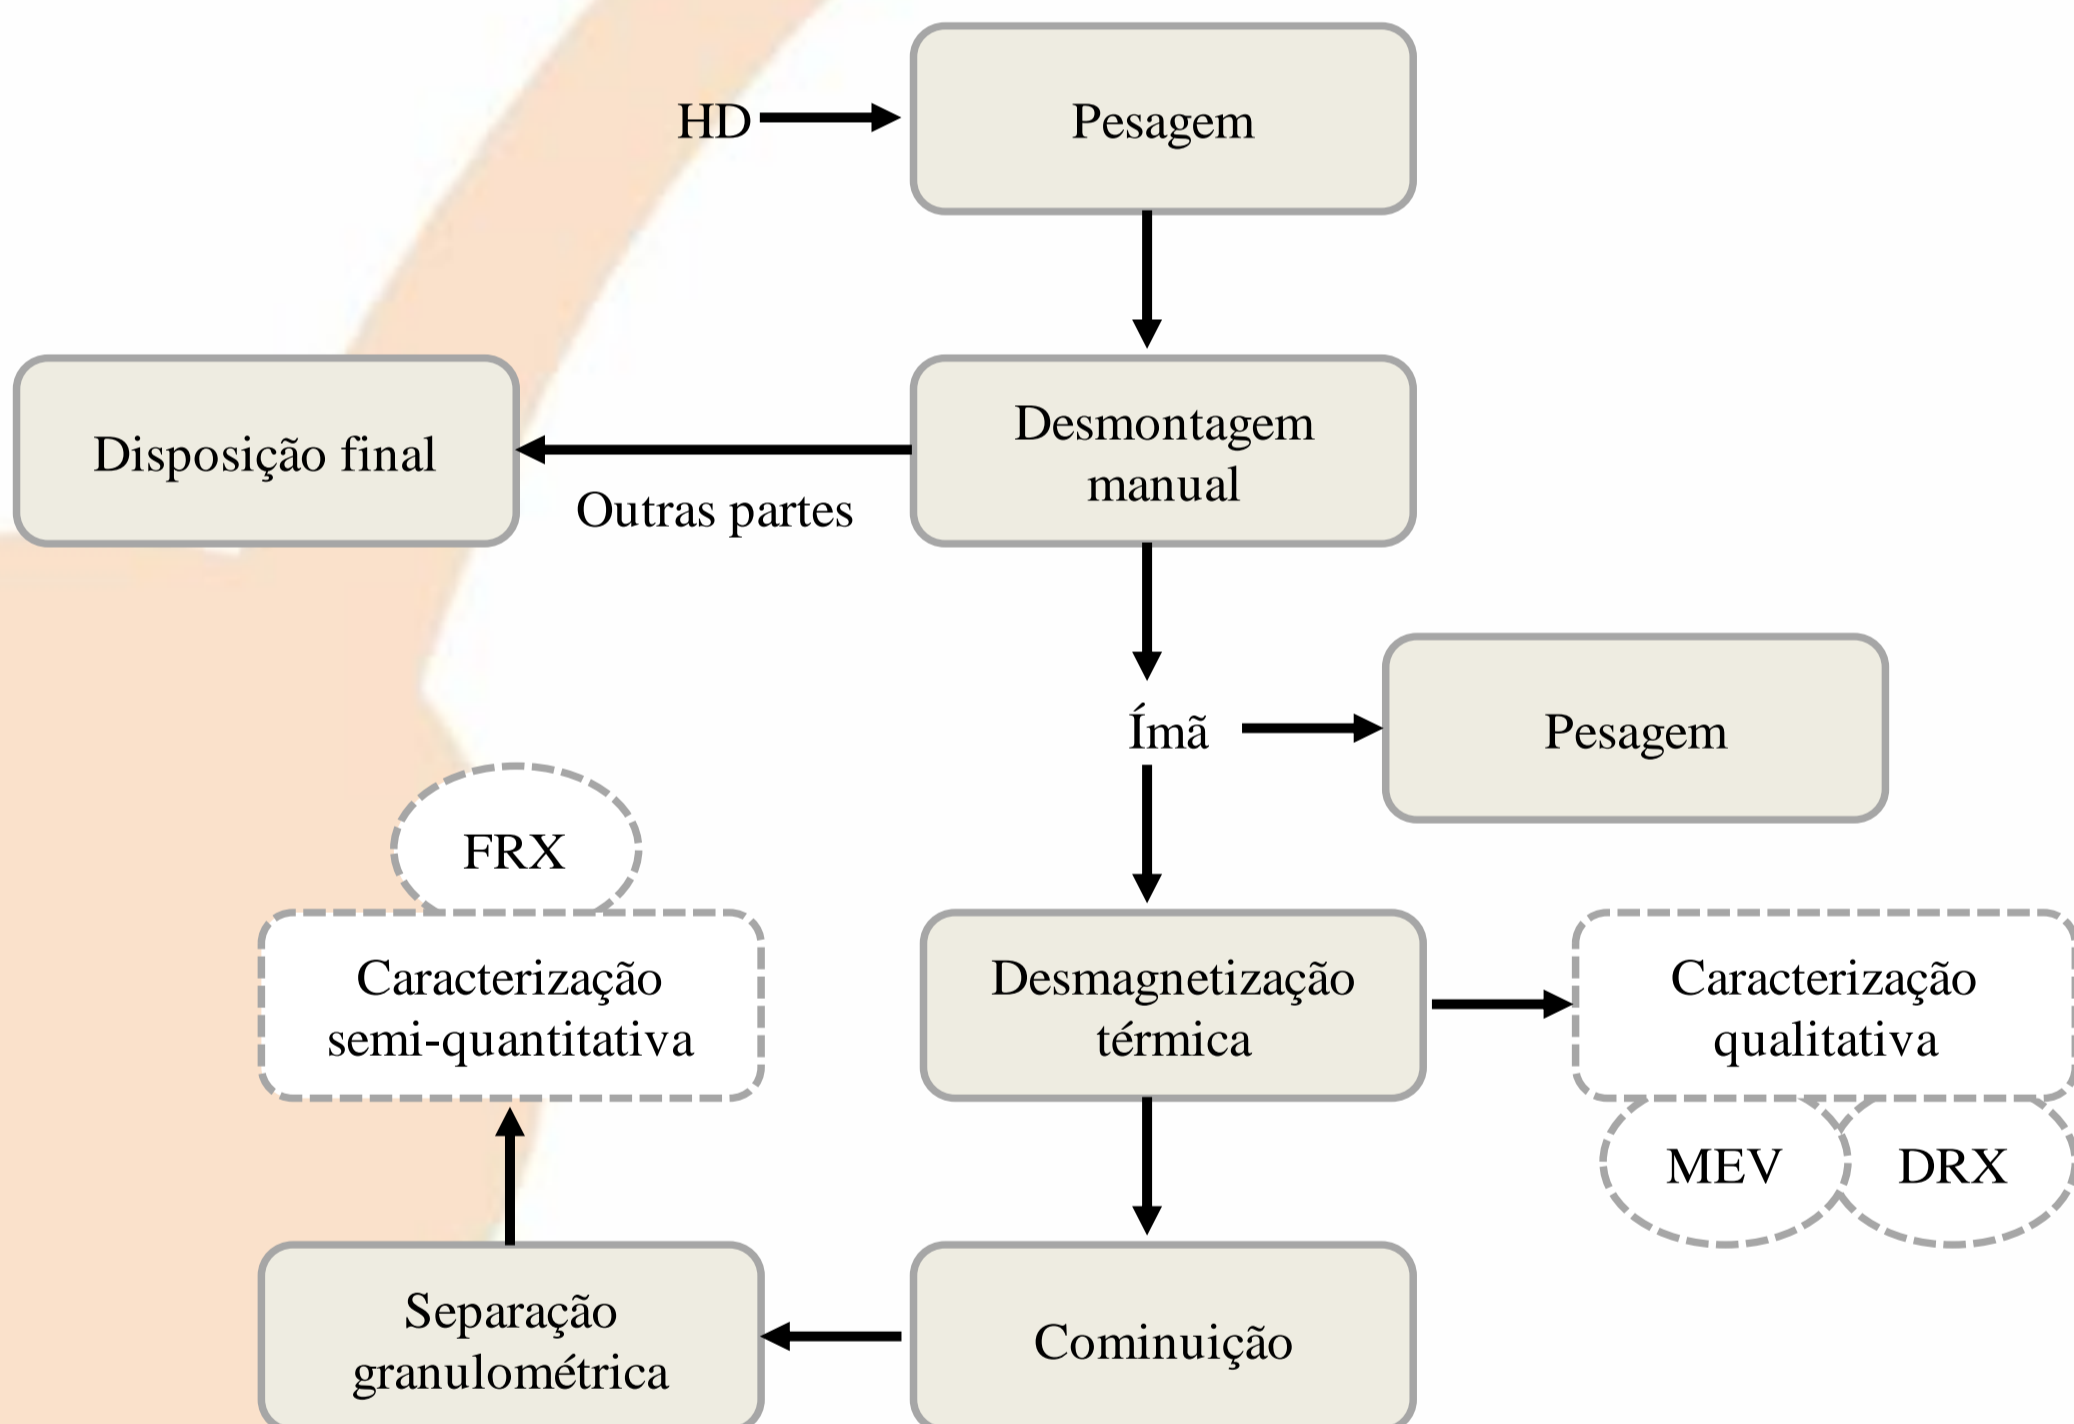 HD
Pesagem
Disposição final
Desmontagem
manual
Outras partes
Ímã
Pesagem
FRX
Caracterização
semi-quantitativa
Desmagnetização
térmica
Caracterização
qualitativa
MEV
DRX
Separação
granulométrica
Cominuição